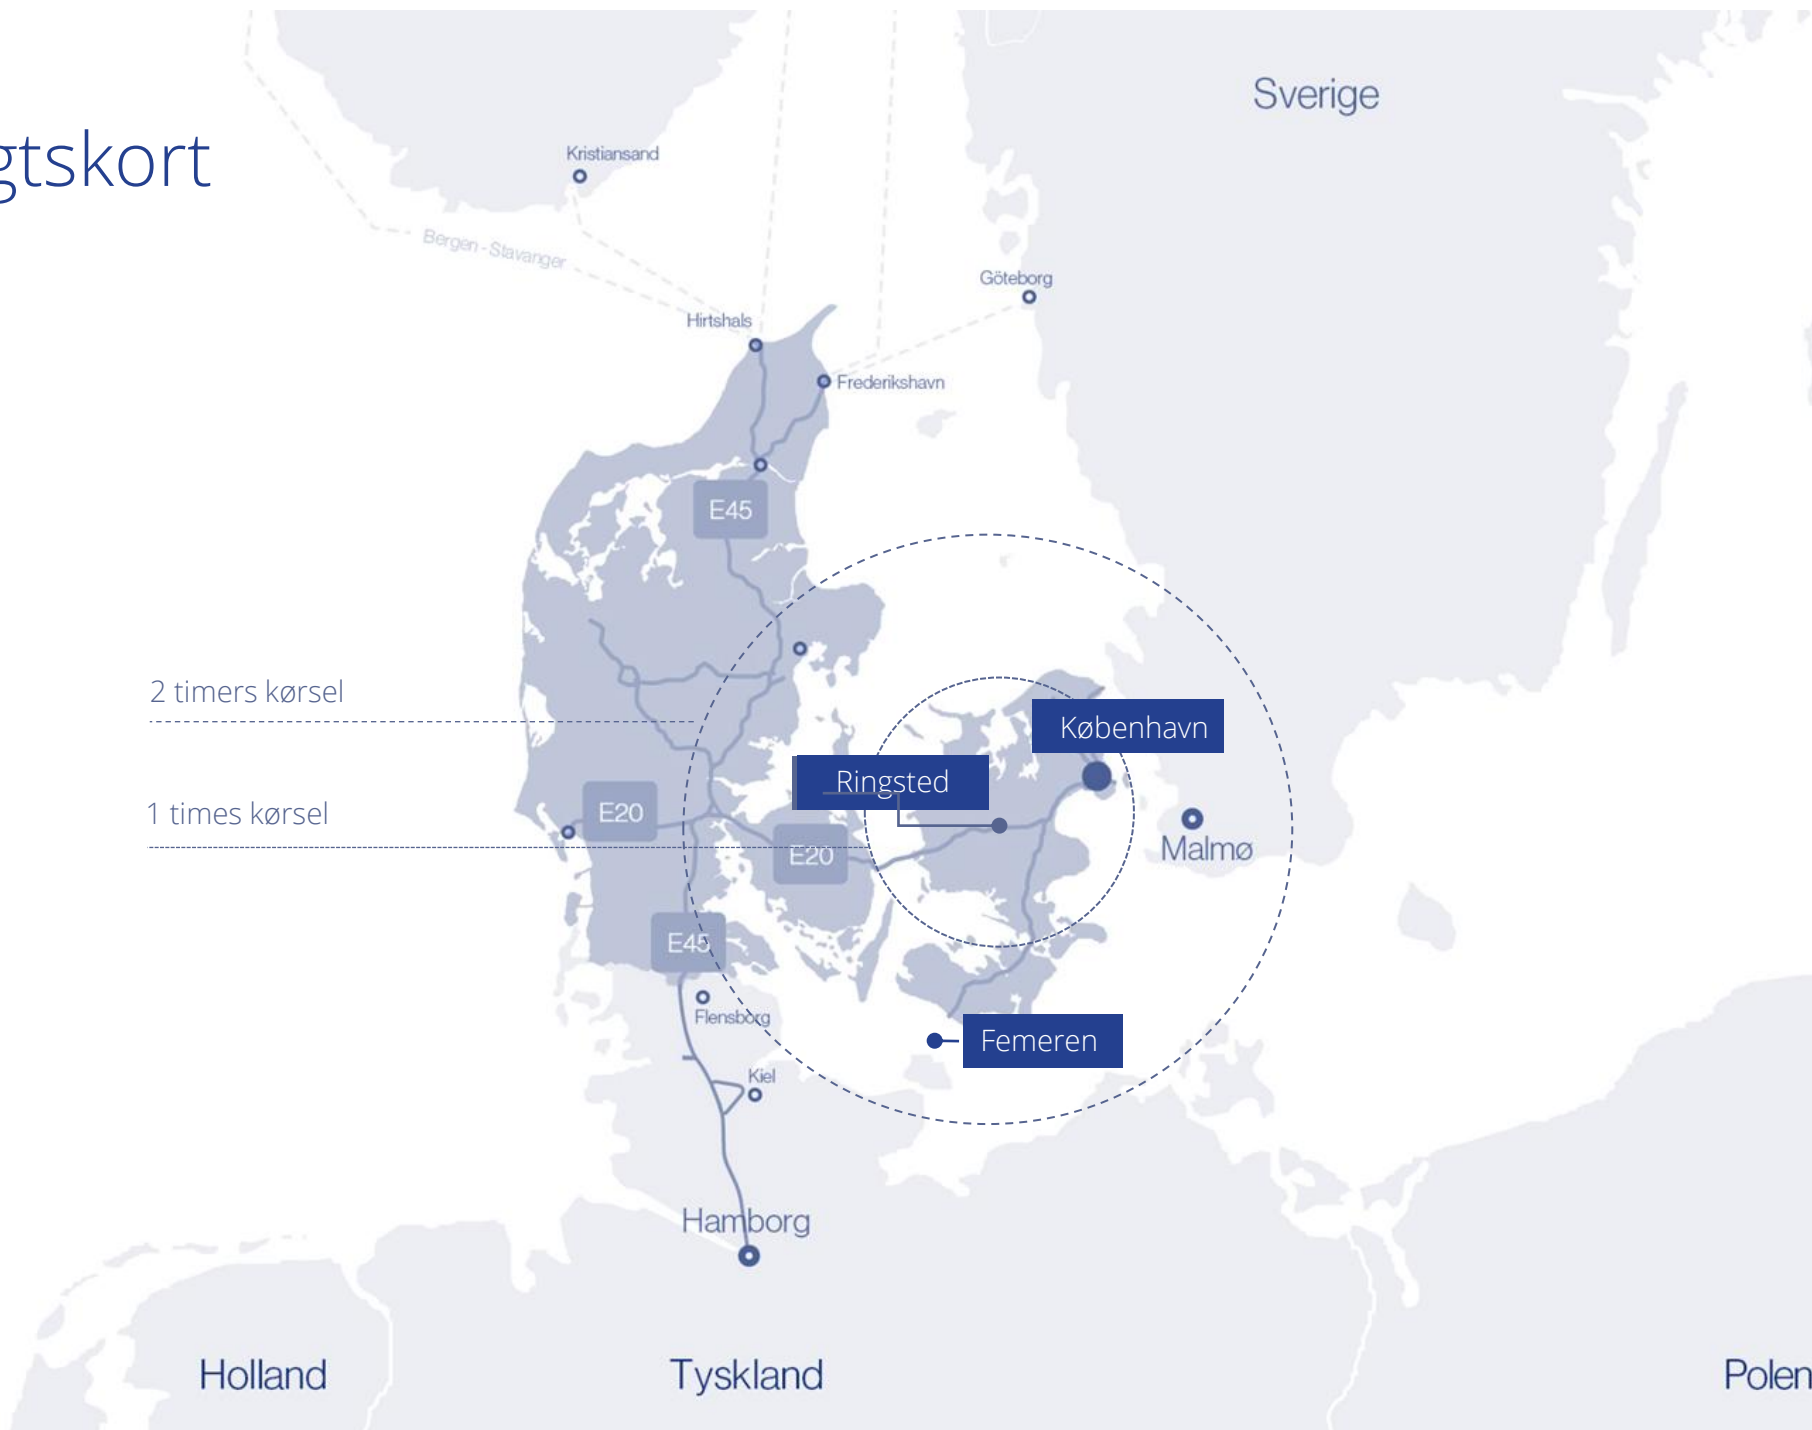 Sverige
gtskort
Kristiansand
Bergen - Stavanger
Göteborg
Hirtshals
Frederikshavn
E45
2 timers kørsel
København
Ringsted
1 times kørsel
E20
Malmø
E20
E45
Flensborg
Femeren
Kiel
Hamborg
Holland
Tyskland
Polen